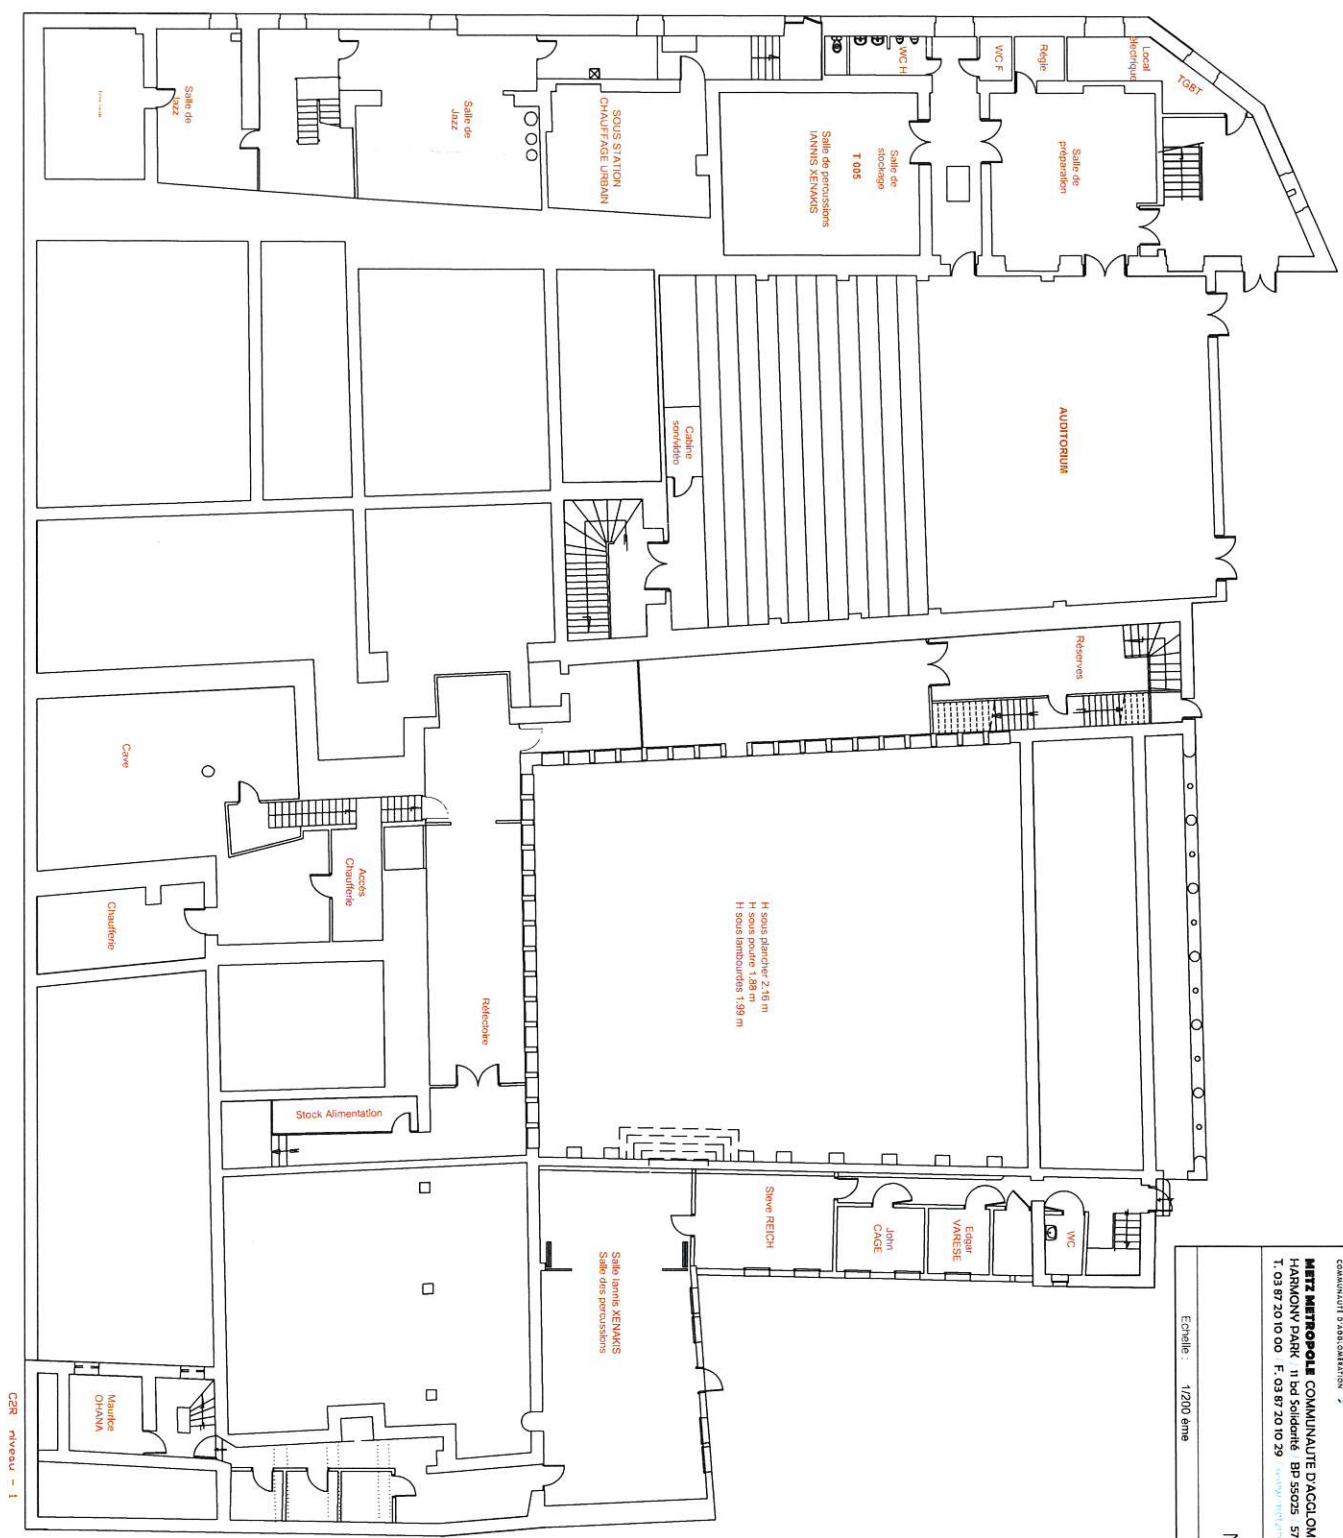 COMMUNAUTÉ D'AGGLOMÉRATION
METZ METROPOLE COMMUNAUTE D'AGGLOM
HARMONY PARK / 11 bd Solidarité / BP 55025 / 57
T. 03 87 20 10 00 / F. 03 87 20 10 29
Echelle : 1/200 ème
Local
électrique
TGBT
Régie
WC F
WC H
Salle de
préparation
Salle de
stockage
T 005
Salle de percussions
IANNIS XENAKIS
SOUS STATION
CHAUFFAGE URBAIN
Salle de
Jazz
Salle de
jazz
AUDITORIUM
Cabine
son/vidéo
Réserves
Cave
Accès
Chaufferie
Chaufferie
H sous plancher 2.16 m
H sous poutre 1.88 m
H sous lambourdes 1.99 m
Réfectoire
Stock Alimentation
Steve REICH
John
CAGE
Edgar
VARESE
WC
Salle Iannis XENAKIS
Salle des percussions
Maurice
OHANA
C2R niveau - 1